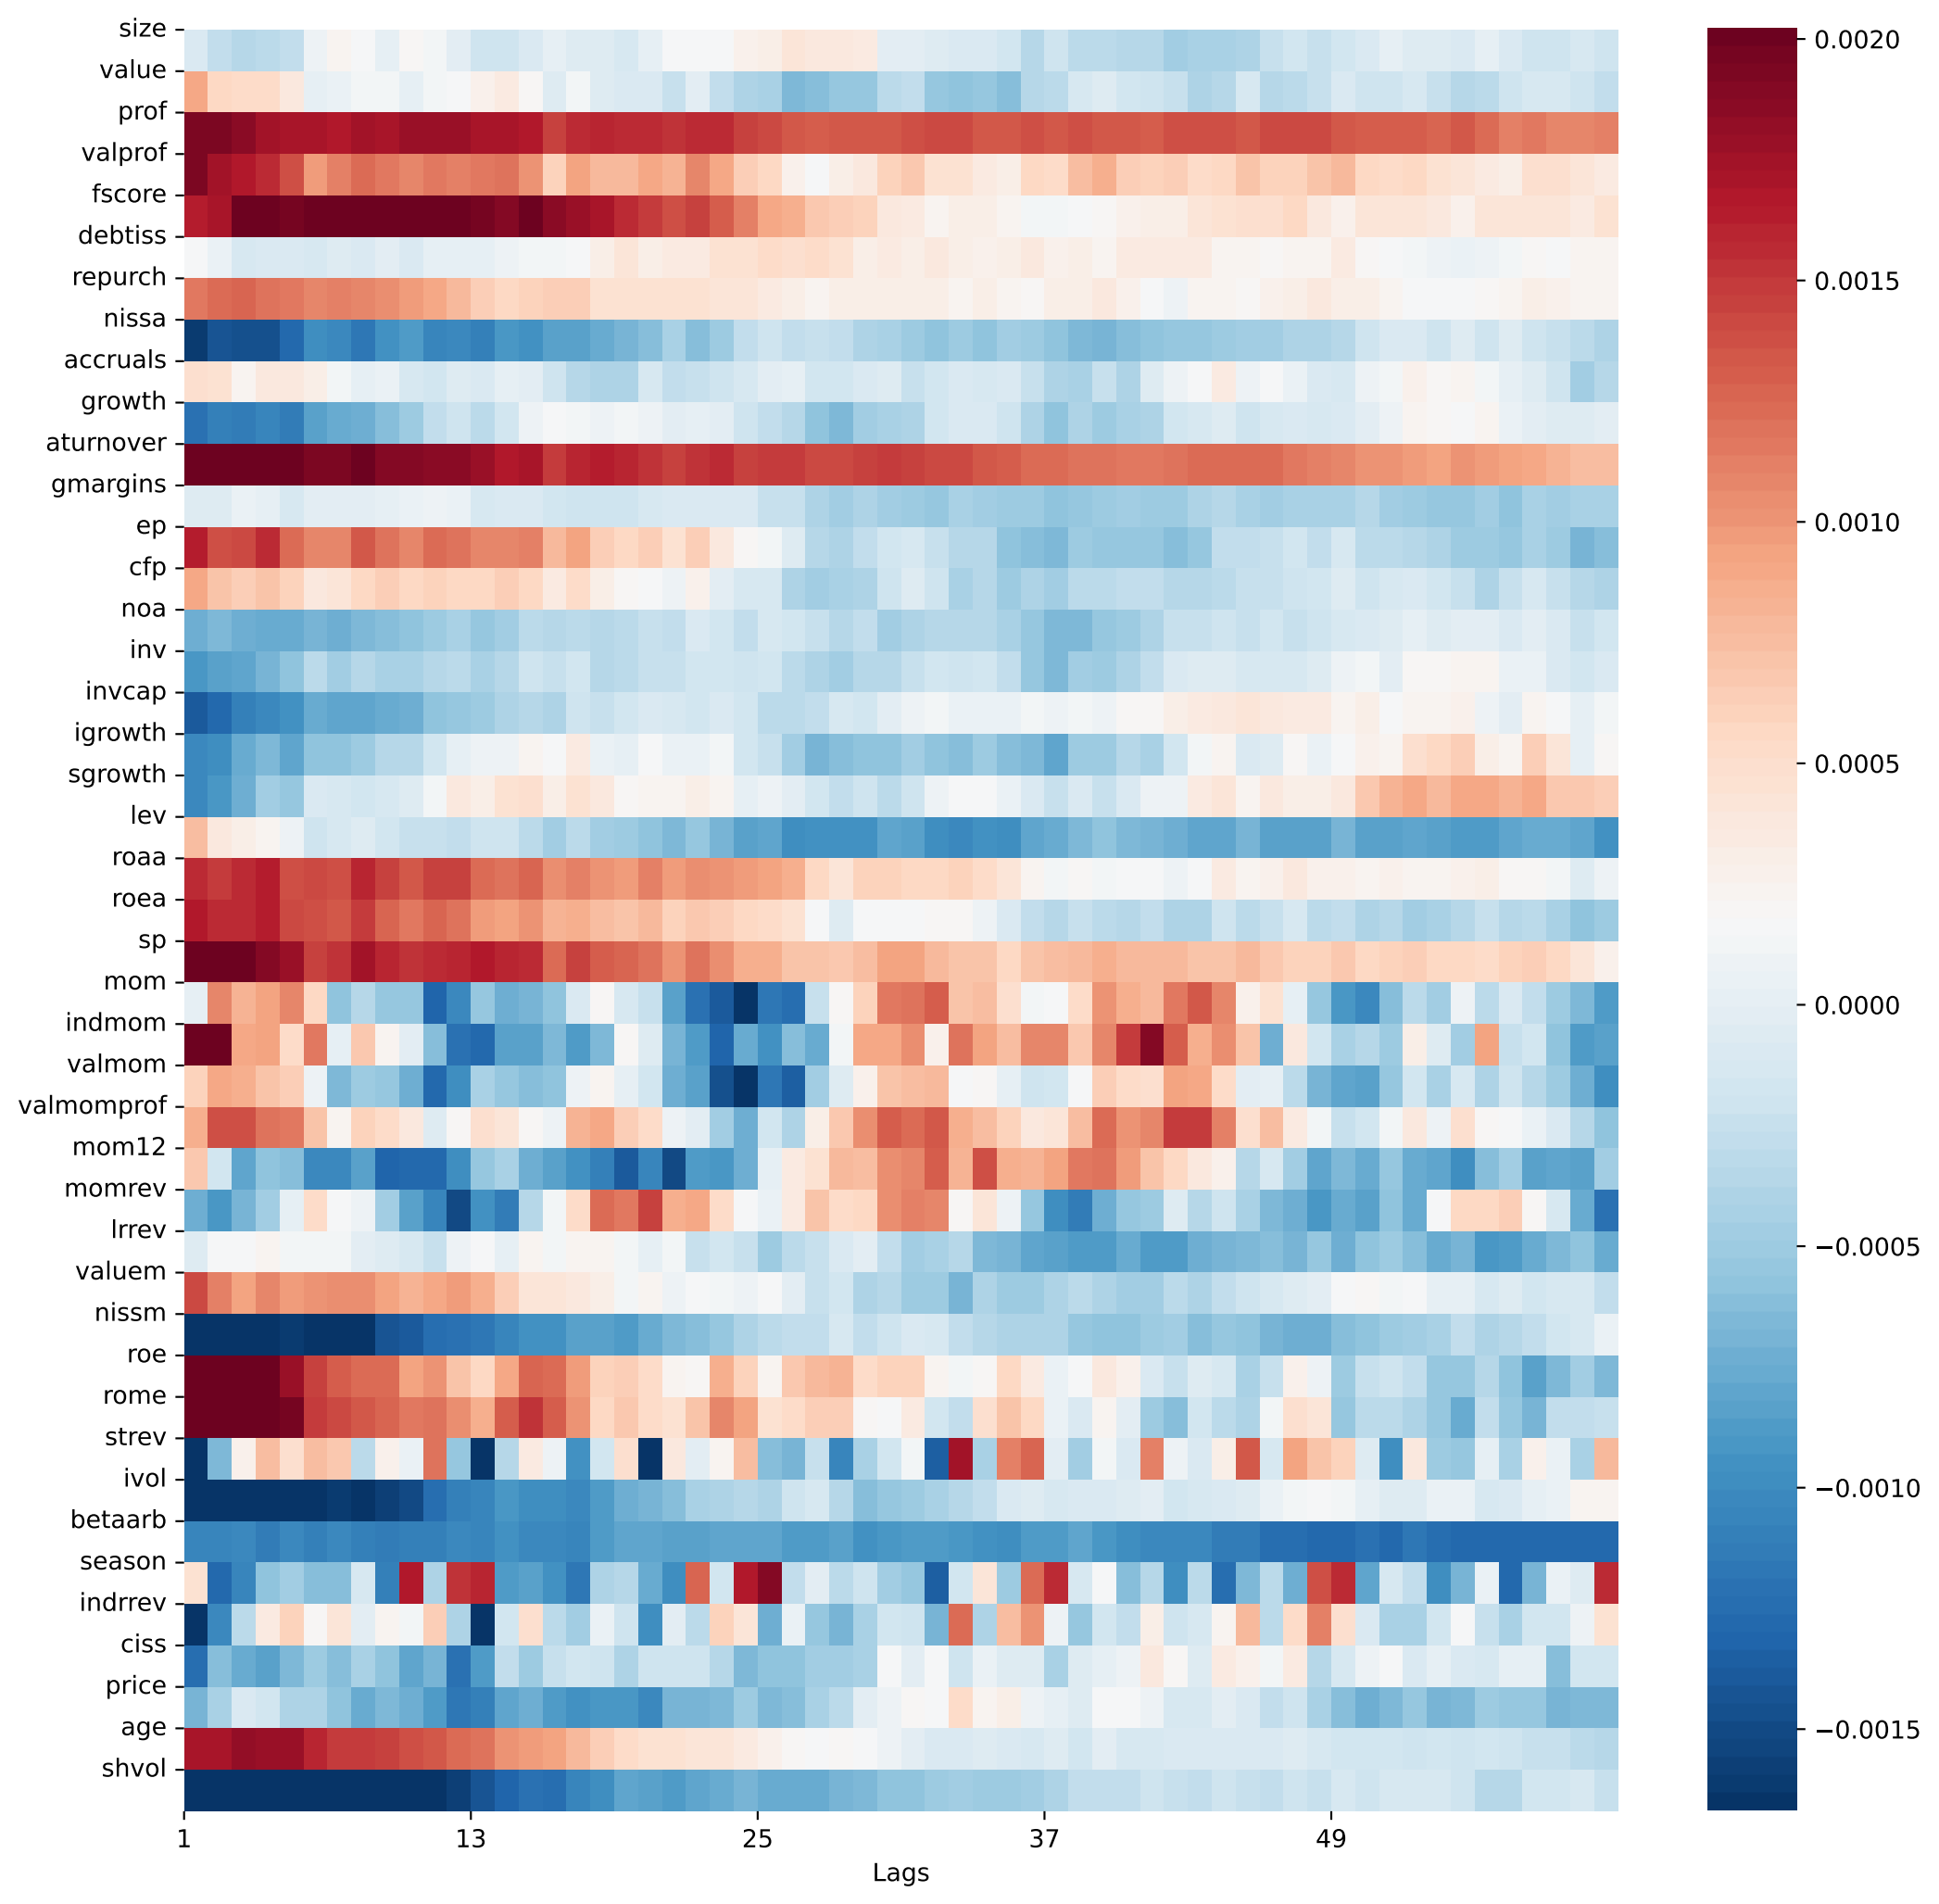 size
value
prof
valprof
fscore
debtiss
repurch
nissa
accruals
growth
aturnover
gmargins
ep
cfp
noa
inv
invcap
igrowth
sgrowth
lev
roaa
roea
sp
mom
indmom
valmom
valmomprof
mom12
momrev
lrrev
valuem
nissm
roe
rome
strev
ivol
betaarb
season
indrrev
ciss
price
age
shvol
1 13 25 37 49
Lags
0.0020
0.0015
0.0010
0.0005
0.0000
−0.0005
−0.0010
−0.0015